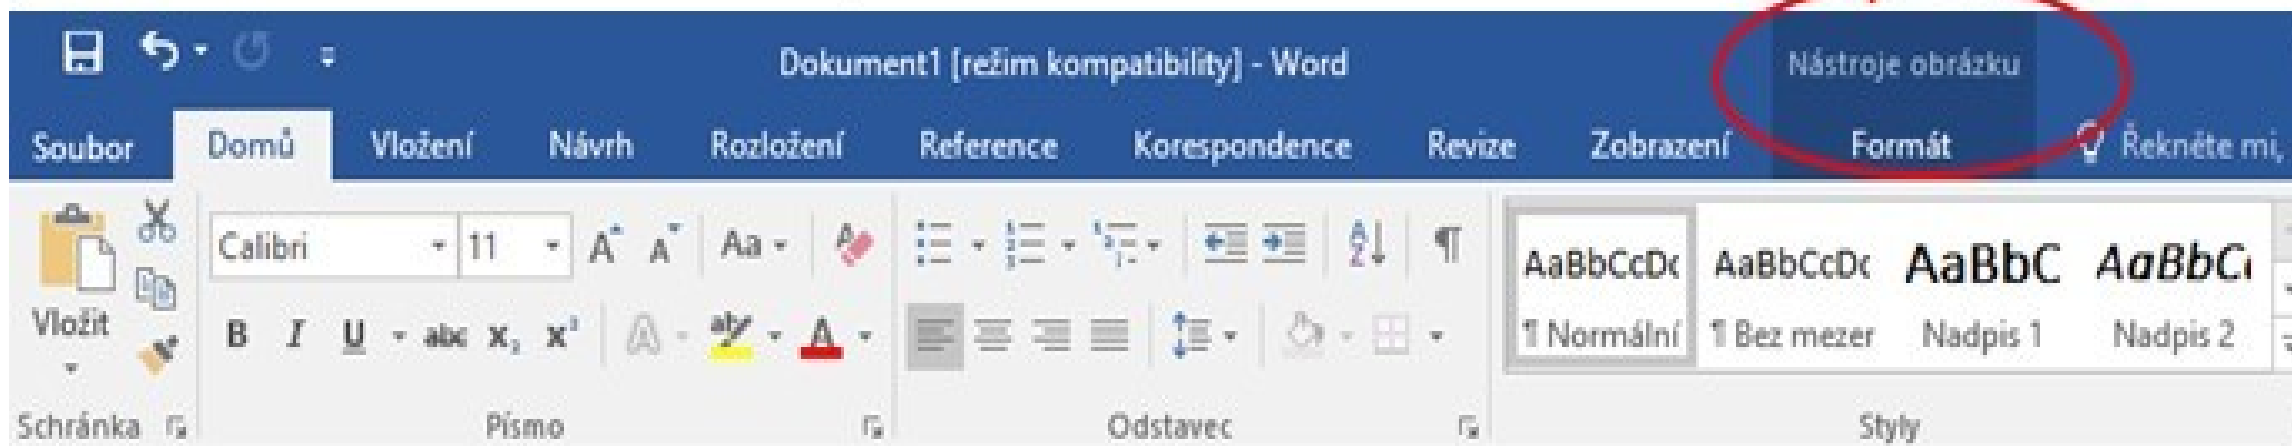 Dokument1 [režim kompatibility] - Word
Nástroje obrázku
Soubor Domů Vložení Návrh Rozložení Reference Korespondence Revize Zobrazení Formát Řekněte mi,
Calibri 11 A A Aa A AaBbCcDc AaBbCcDc AaBbC AaBbC
Vložit B I U abc X₂ X² A aby A ¶ Normální ¶ Bez mezer Nadpis 1 Nadpis 2
Schránka Písmo Odstavec Styly